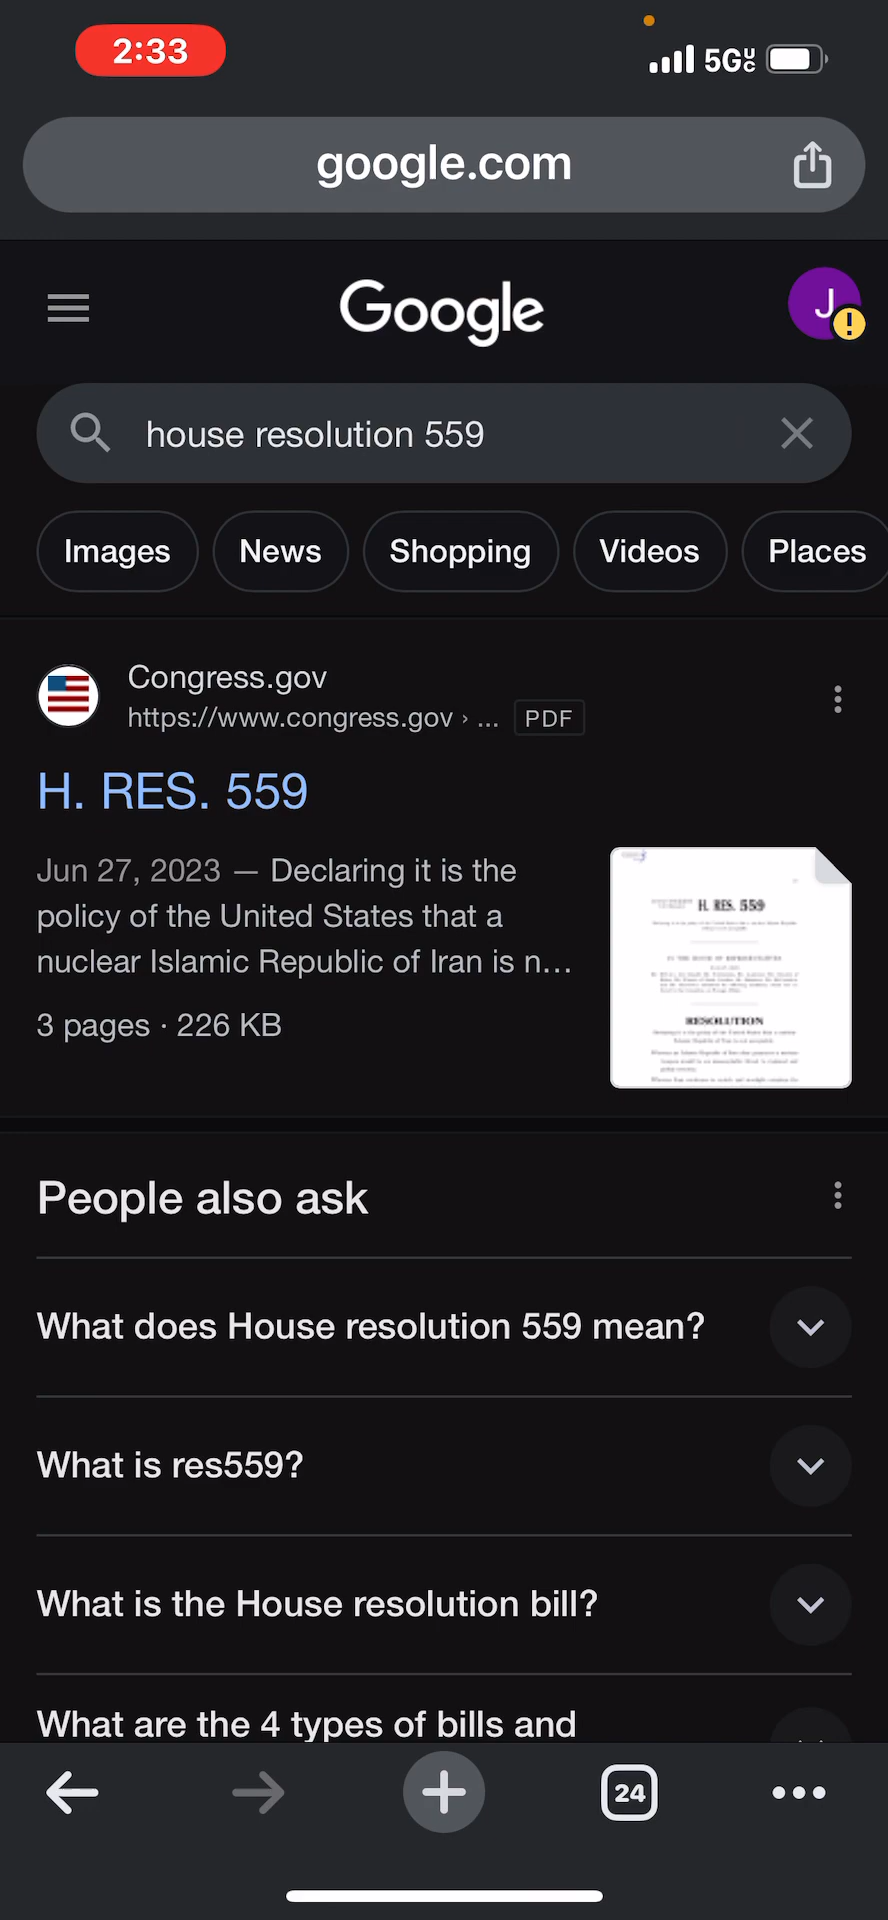 2:33
5GUC
google.com
Google
J
house resolution 559
Images News Shopping Videos Places
Congress.gov
https://www.congress.gov › ... PDF
H. RES. 559
Jun 27, 2023 — Declaring it is the
policy of the United States that a
nuclear Islamic Republic of Iran is n...
3 pages · 226 KB
H. RES. 559
RESOLUTION
People also ask
What does House resolution 559 mean?
What is res559?
What is the House resolution bill?
What are the 4 types of bills and
24